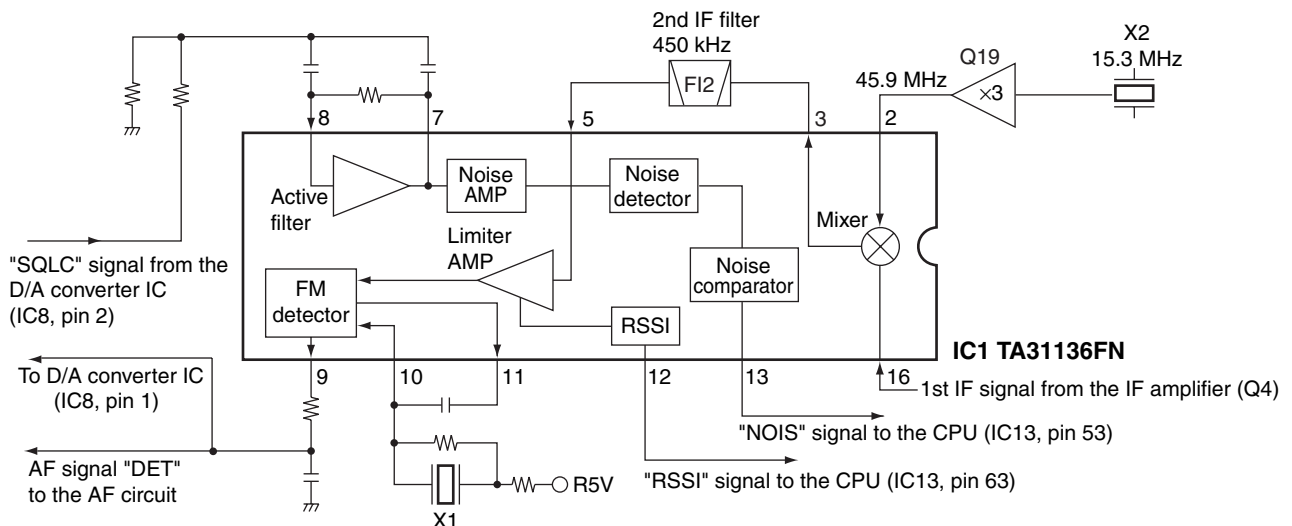 2nd IF filter
450 kHz
FI2
45.9 MHz
Q19
×3
X2
15.3 MHz
8
7
5
3
2
Active
filter
Noise
AMP
Noise
detector
Mixer
Limiter
AMP
Noise
comparator
FM
detector
RSSI
"SQLC" signal from the
D/A converter IC
(IC8, pin 2)
IC1 TA31136FN
9
10
11
12
13
16
To D/A converter IC
(IC8, pin 1)
1st IF signal from the IF amplifier (Q4)
"NOIS" signal to the CPU (IC13, pin 53)
AF signal "DET"
to the AF circuit
"RSSI" signal to the CPU (IC13, pin 63)
R5V
X1